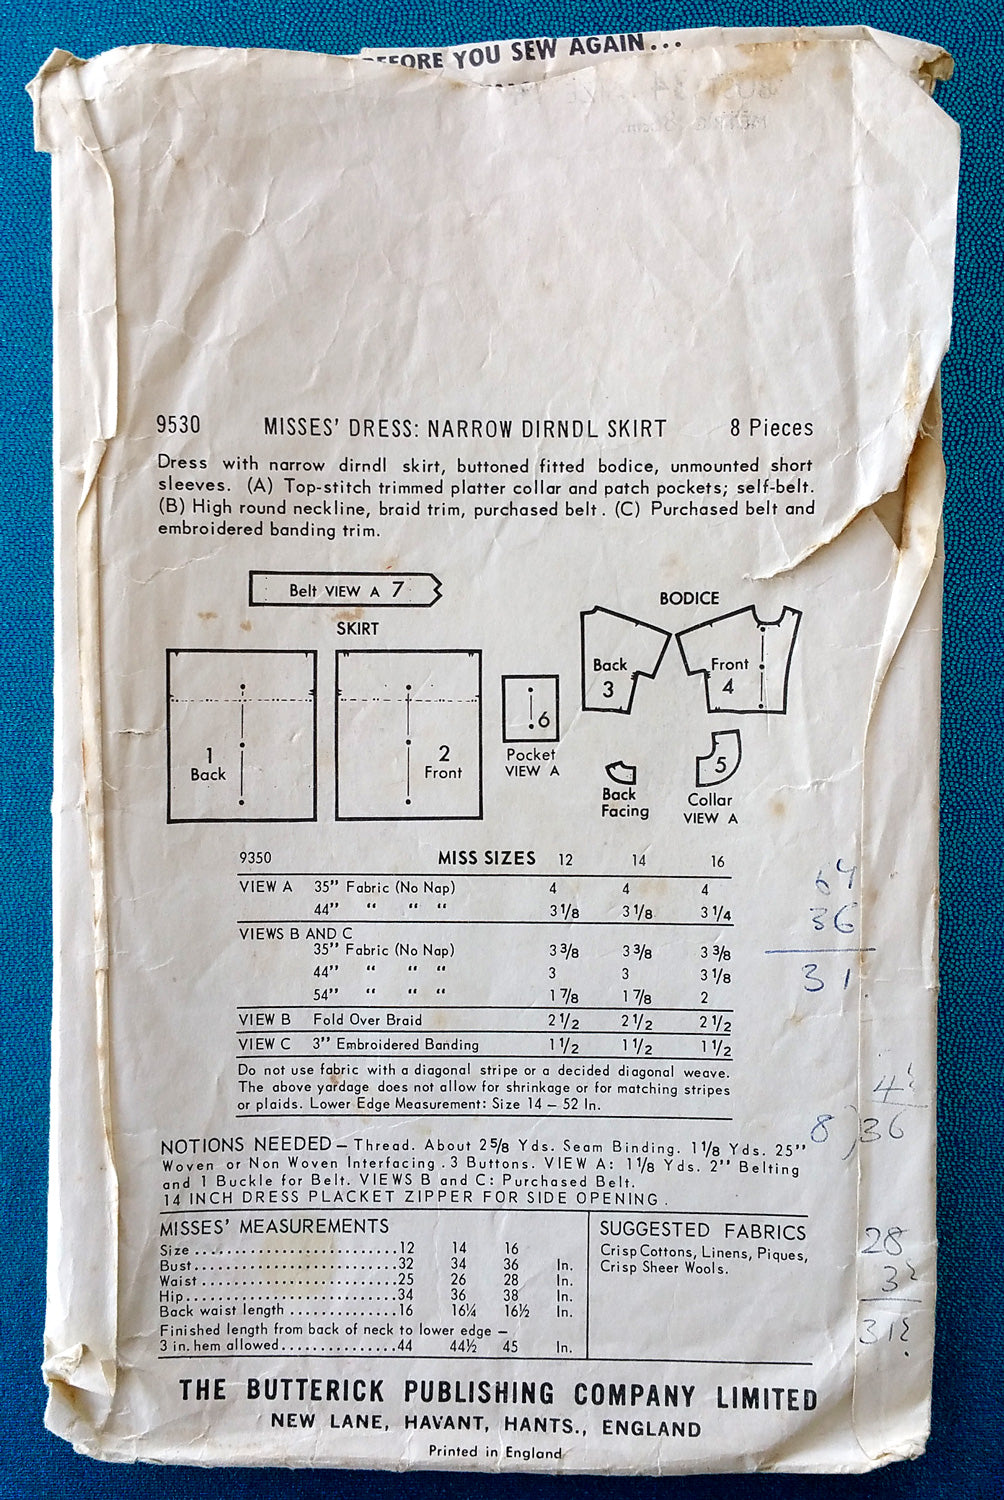 BEFORE YOU SEW AGAIN...
9530 MISSES' DRESS: NARROW DIRNDL SKIRT 8 Pieces
Dress with narrow dirndl skirt, buttoned fitted bodice, unmounted short
sleeves. (A) Top-stitch trimmed platter collar and patch pockets; self-belt.
(B) High round neckline, braid trim, purchased belt. (C) Purchased belt and
embroidered banding trim.
Belt VIEW A 7
SKIRT
BODICE
1
Back
2
Front
6
Pocket
VIEW A
Back
3
Front
4
Back
Facing
5
Collar
VIEW A
9350 MISS SIZES 12 14 16
VIEW A 35" Fabric (No Nap) 4 4 4
44" " " " 3 1/8 3 1/8 3 1/4
VIEWS B AND C
35" Fabric (No Nap) 3 3/8 3 3/8 3 3/8
44" " " " 3 3 3 1/8
54" " " " 1 7/8 1 7/8 2
VIEW B Fold Over Braid 2 1/2 2 1/2 2 1/2
VIEW C 3" Embroidered Banding 1 1/2 1 1/2 1 1/2
Do not use fabric with a diagonal stripe or a decided diagonal weave.
The above yardage does not allow for shrinkage or for matching stripes
or plaids. Lower Edge Measurement: Size 14 – 52 In.
64
36
31
8)36
NOTIONS NEEDED – Thread. About 2 5/8 Yds. Seam Binding. 1 1/8 Yds. 25"
Woven or Non Woven Interfacing. 3 Buttons. VIEW A: 1 1/8 Yds. 2" Belting
and 1 Buckle for Belt. VIEWS B and C: Purchased Belt.
14 INCH DRESS PLACKET ZIPPER FOR SIDE OPENING.
MISSES' MEASUREMENTS
Size ........................... 12 14 16
Bust ........................... 32 34 36 In.
Waist .......................... 25 26 28 In.
Hip ............................ 34 36 38 In.
Back waist length .............. 16 16¼ 16½ In.
Finished length from back of neck to lower edge –
3 in. hem allowed ............... 44 44½ 45 In.
SUGGESTED FABRICS
Crisp Cottons, Linens, Piques,
Crisp Sheer Wools.
28
THE BUTTERICK PUBLISHING COMPANY LIMITED
NEW LANE, HAVANT, HANTS., ENGLAND
Printed in England